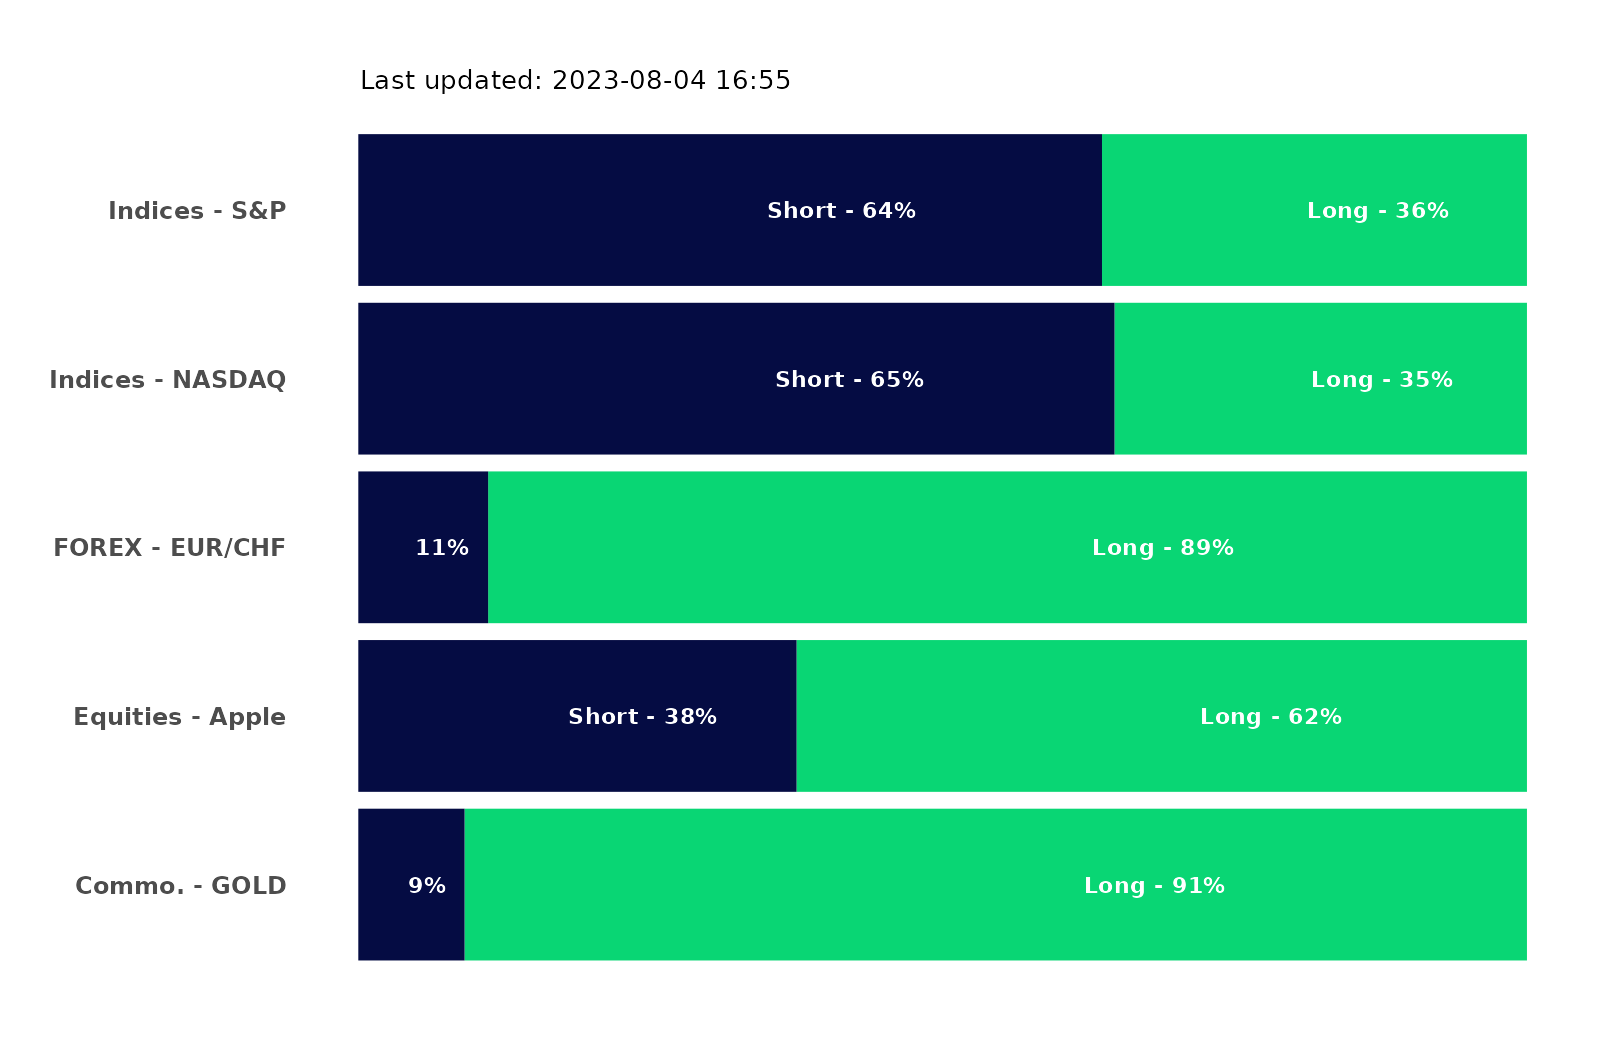 Last updated: 2023-08-04 16:55
Indices - S&P Short - 64% Long - 36%
Indices - NASDAQ Short - 65% Long - 35%
FOREX - EUR/CHF 11% Long - 89%
Equities - Apple Short - 38% Long - 62%
Commo. - GOLD 9% Long - 91%